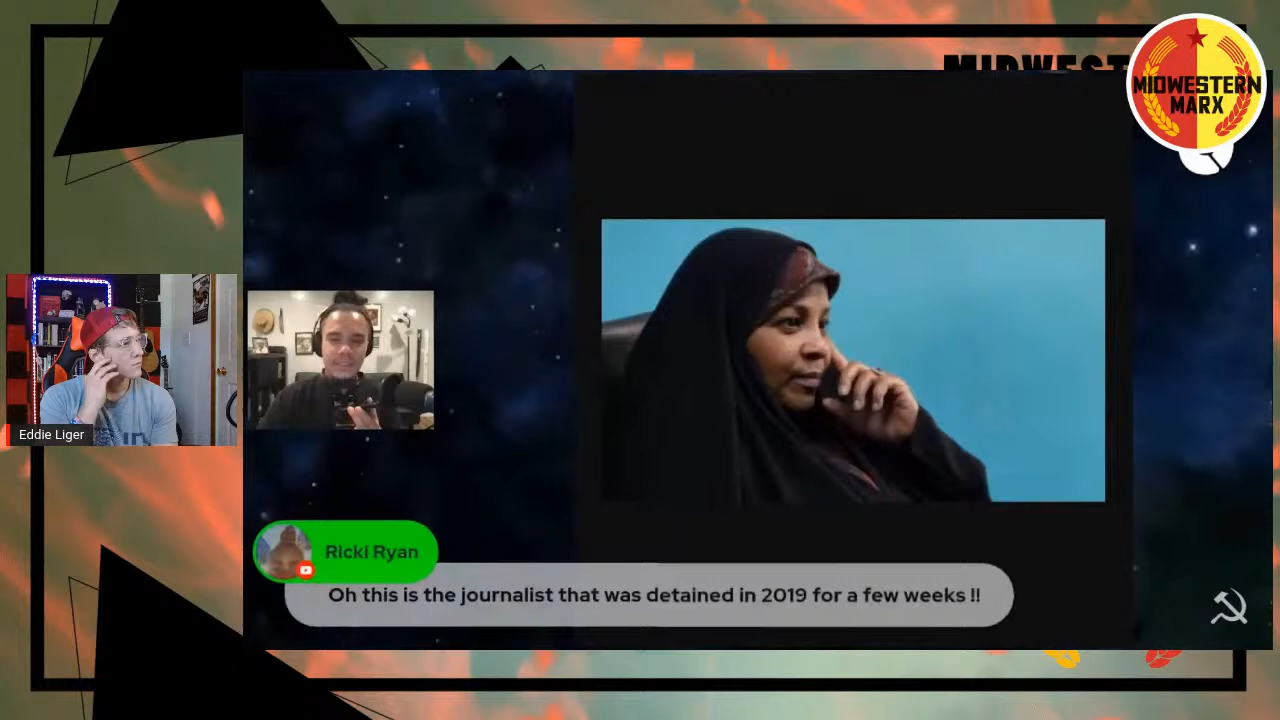 MIDWEST
MIDWESTERN
MARX
Eddie Liger
Ricki Ryan
Oh this is the journalist that was detained in 2019 for a few weeks !!